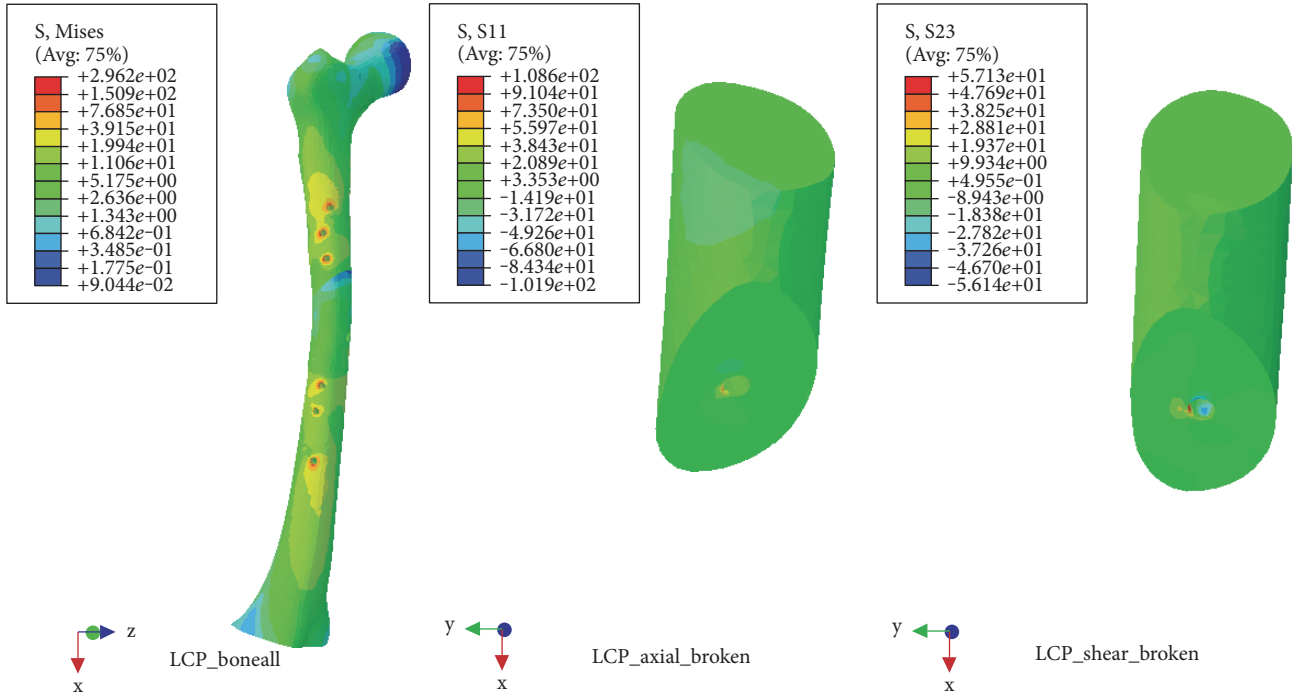 S, Mises
(Avg: 75%)
+2.962e+02
+1.509e+02
+7.685e+01
+3.915e+01
+1.994e+01
+1.106e+01
+5.175e+00
+2.636e+00
+1.343e+00
+6.842e-01
+3.485e-01
+1.775e-01
+9.044e-02
z
x
LCP_boneall
S, S11
(Avg: 75%)
+1.086e+02
+9.104e+01
+7.350e+01
+5.597e+01
+3.843e+01
+2.089e+01
+3.353e+00
-1.419e+01
-3.172e+01
-4.926e+01
-6.680e+01
-8.434e+01
-1.019e+02
y
x
LCP_axial_broken
S, S23
(Avg: 75%)
+5.713e+01
+4.769e+01
+3.825e+01
+2.881e+01
+1.937e+01
+9.934e+00
+4.955e-01
-8.943e+00
-1.838e+01
-2.782e+01
-3.726e+01
-4.670e+01
-5.614e+01
y
x
LCP_shear_broken